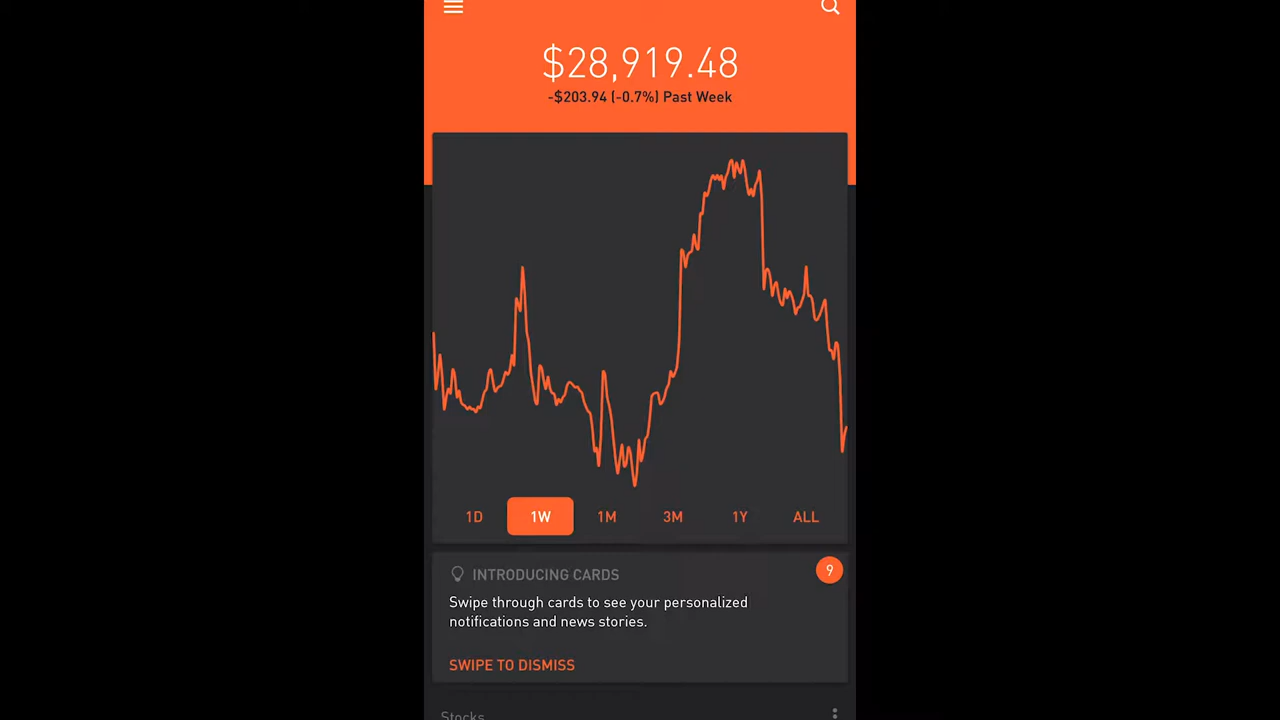 $28,919.48
-$203.94 (-0.7%) Past Week
1D 1W 1M 3M 1Y ALL
INTRODUCING CARDS 9
Swipe through cards to see your personalized
notifications and news stories.
SWIPE TO DISMISS
Stocks